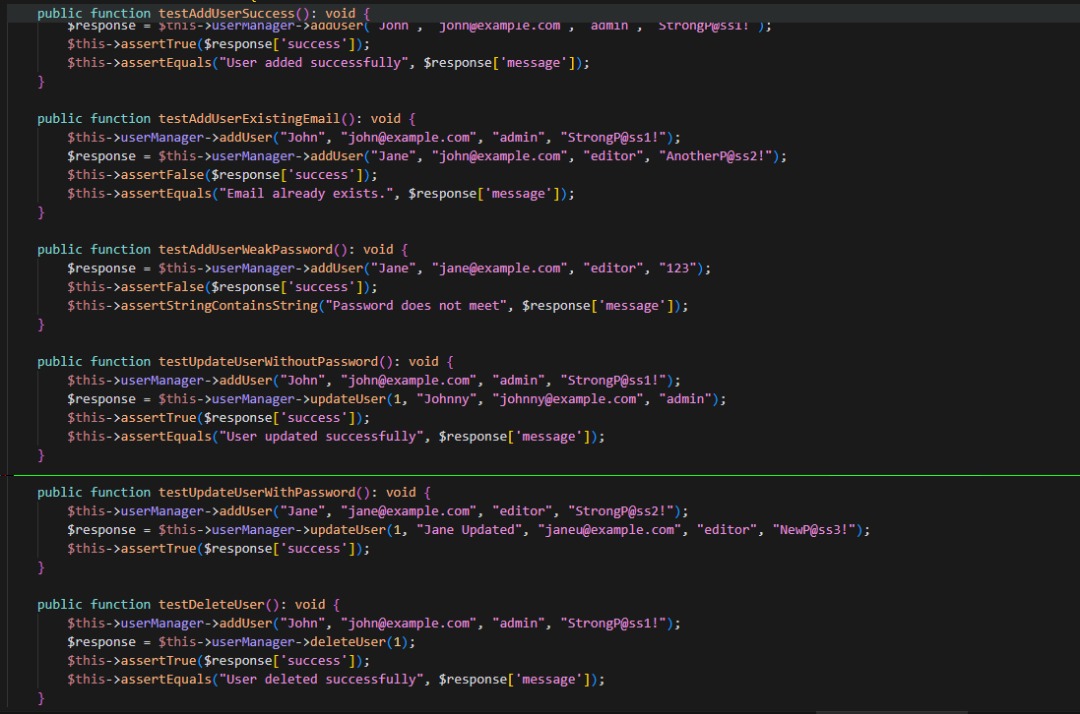 public function testAddUserSuccess(): void {
$response = $this->userManager->addUser("John", "john@example.com", "admin", "StrongP@ss1!");
$this->assertTrue($response['success']);
$this->assertEquals("User added successfully", $response['message']);
}
public function testAddUserExistingEmail(): void {
$this->userManager->addUser("John", "john@example.com", "admin", "StrongP@ss1!");
$response = $this->userManager->addUser("Jane", "john@example.com", "editor", "AnotherP@ss2!");
$this->assertFalse($response['success']);
$this->assertEquals("Email already exists.", $response['message']);
}
public function testAddUserWeakPassword(): void {
$response = $this->userManager->addUser("Jane", "jane@example.com", "editor", "123");
$this->assertFalse($response['success']);
$this->assertStringContainsString("Password does not meet", $response['message']);
}
public function testUpdateUserWithoutPassword(): void {
$this->userManager->addUser("John", "john@example.com", "admin", "StrongP@ss1!");
$response = $this->userManager->updateUser(1, "Johnny", "johnny@example.com", "admin");
$this->assertTrue($response['success']);
$this->assertEquals("User updated successfully", $response['message']);
}
public function testUpdateUserWithPassword(): void {
$this->userManager->addUser("Jane", "jane@example.com", "editor", "StrongP@ss2!");
$response = $this->userManager->updateUser(1, "Jane Updated", "janeu@example.com", "editor", "NewP@ss3!");
$this->assertTrue($response['success']);
}
public function testDeleteUser(): void {
$this->userManager->addUser("John", "john@example.com", "admin", "StrongP@ss1!");
$response = $this->userManager->deleteUser(1);
$this->assertTrue($response['success']);
$this->assertEquals("User deleted successfully", $response['message']);
}